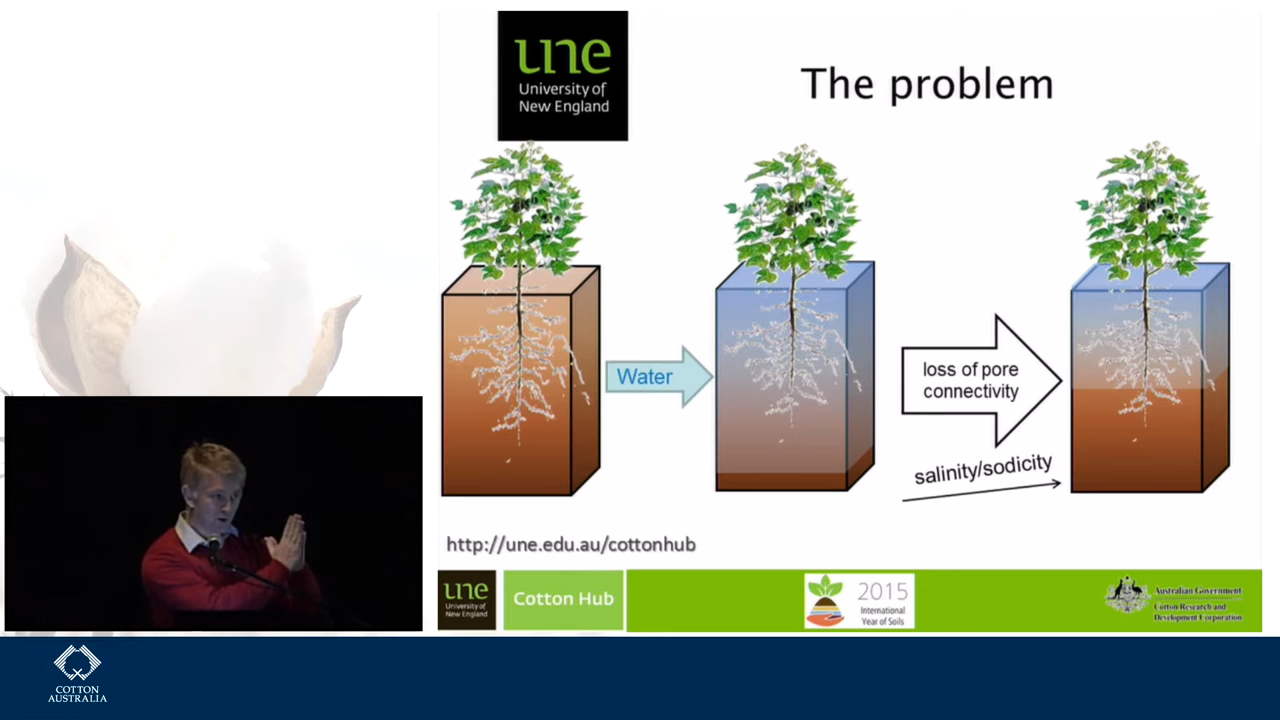 une
University of
New England
The problem
Water
loss of pore
connectivity
salinity/sodicity
http://une.edu.au/cottonhub
une
University of
New England
Cotton Hub
2015
International
Year of Soils
Australian Government
Cotton Research and
Development Corporation
COTTON
AUSTRALIA